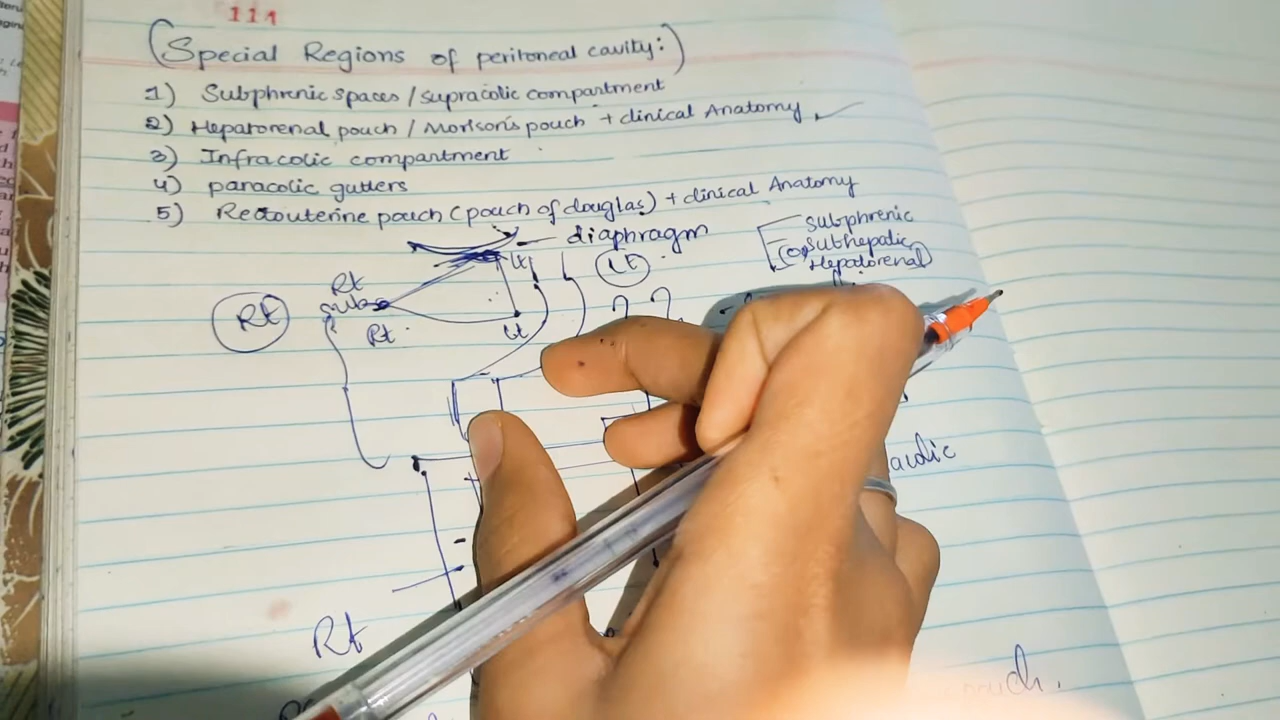 111
(Special Regions of peritoneal cavity:)
1) Subphrenic spaces / supracolic compartment
2) Hepatorenal pouch / Morison's pouch + clinical Anatomy
3) Infracolic compartment
4) paracolic gutters
5) Rectouterine pouch (pouch of douglas) + clinical Anatomy
diaphragm
subphrenic
subhepatic
Hepatorenal
Lt
Lt
Rt
Rt
Rt
Lt
Rt